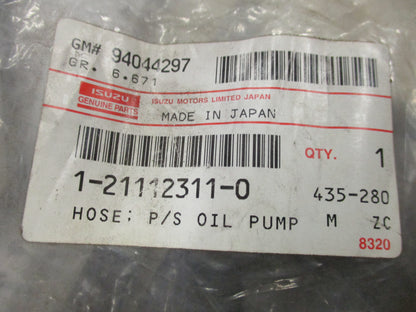 GM# 94044297
GR. 6.671
ISUZU
GENUINE PARTS
ISUZU MOTORS LIMITED JAPAN
MADE IN JAPAN
QTY. 1
1-21112311-0
435-280
HOSE; P/S OIL PUMP M ZC
8320